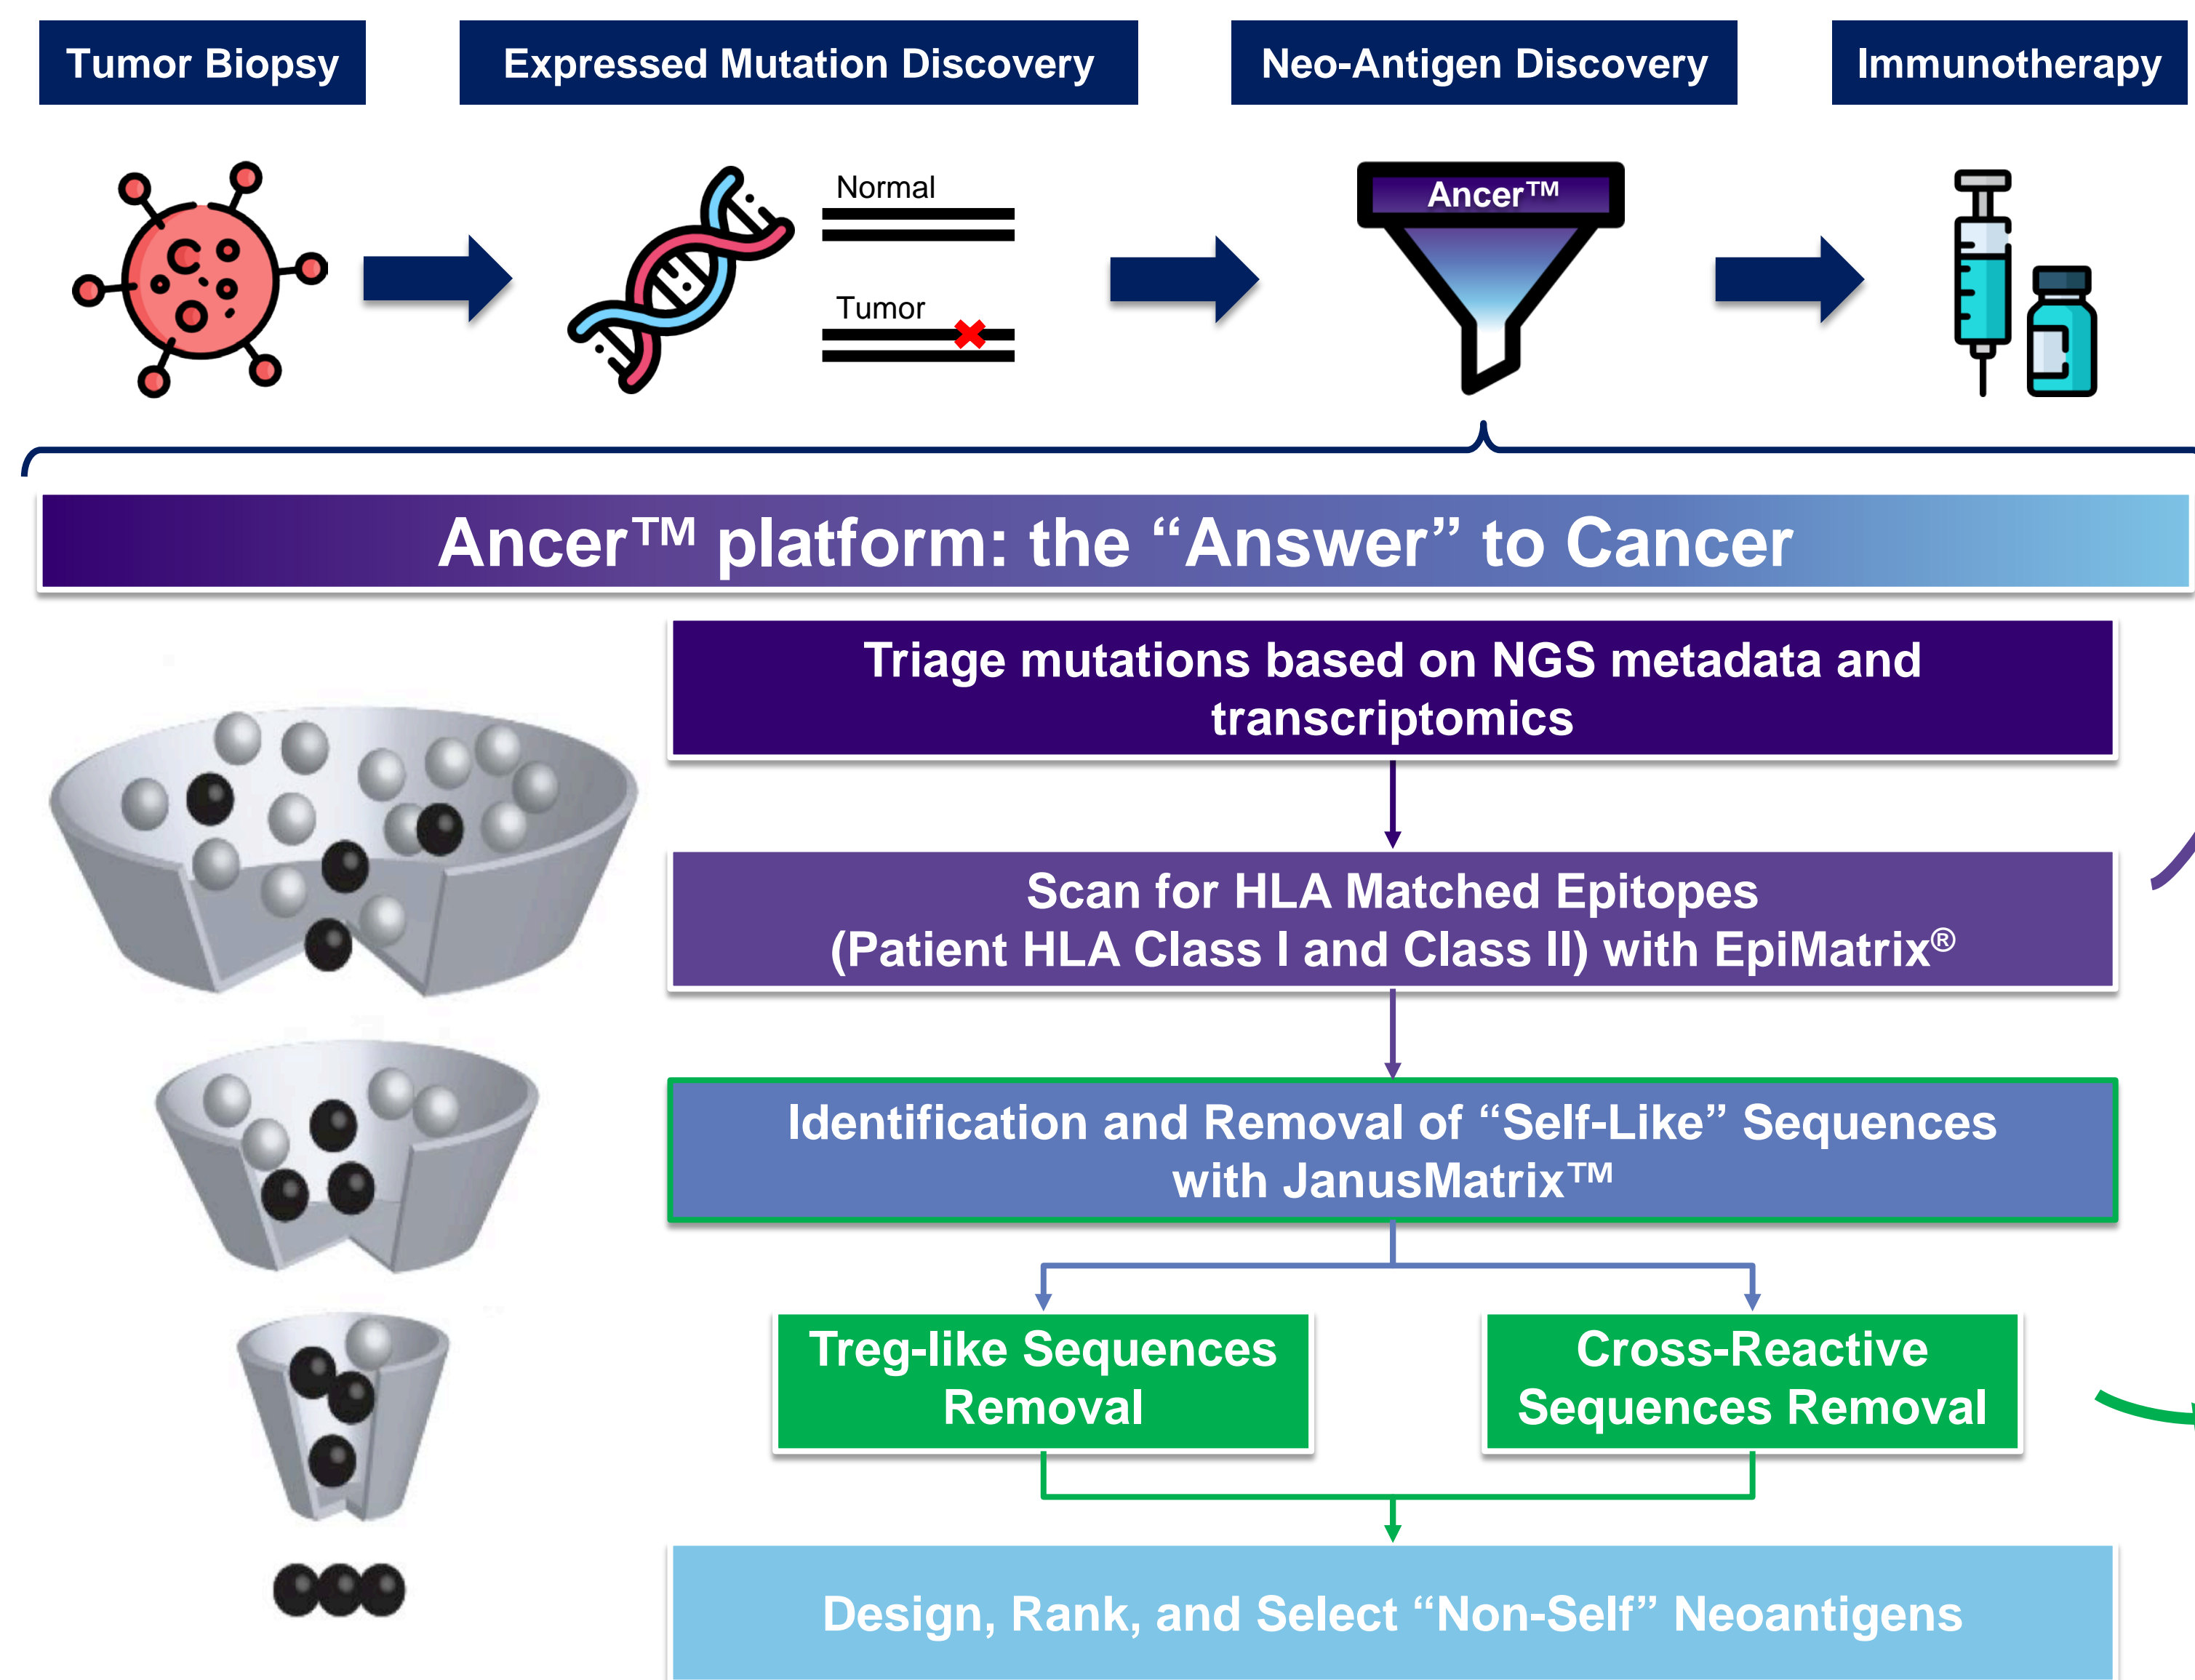 Tumor Biopsy
Expressed Mutation Discovery
Neo-Antigen Discovery
Immunotherapy
Normal
Tumor
Ancer™
Ancer™ platform: the “Answer” to Cancer
Triage mutations based on NGS metadata and
transcriptomics
Scan for HLA Matched Epitopes
(Patient HLA Class I and Class II) with EpiMatrix®
Identification and Removal of “Self-Like” Sequences
with JanusMatrix™
Treg-like Sequences
Removal
Cross-Reactive
Sequences Removal
Design, Rank, and Select “Non-Self” Neoantigens